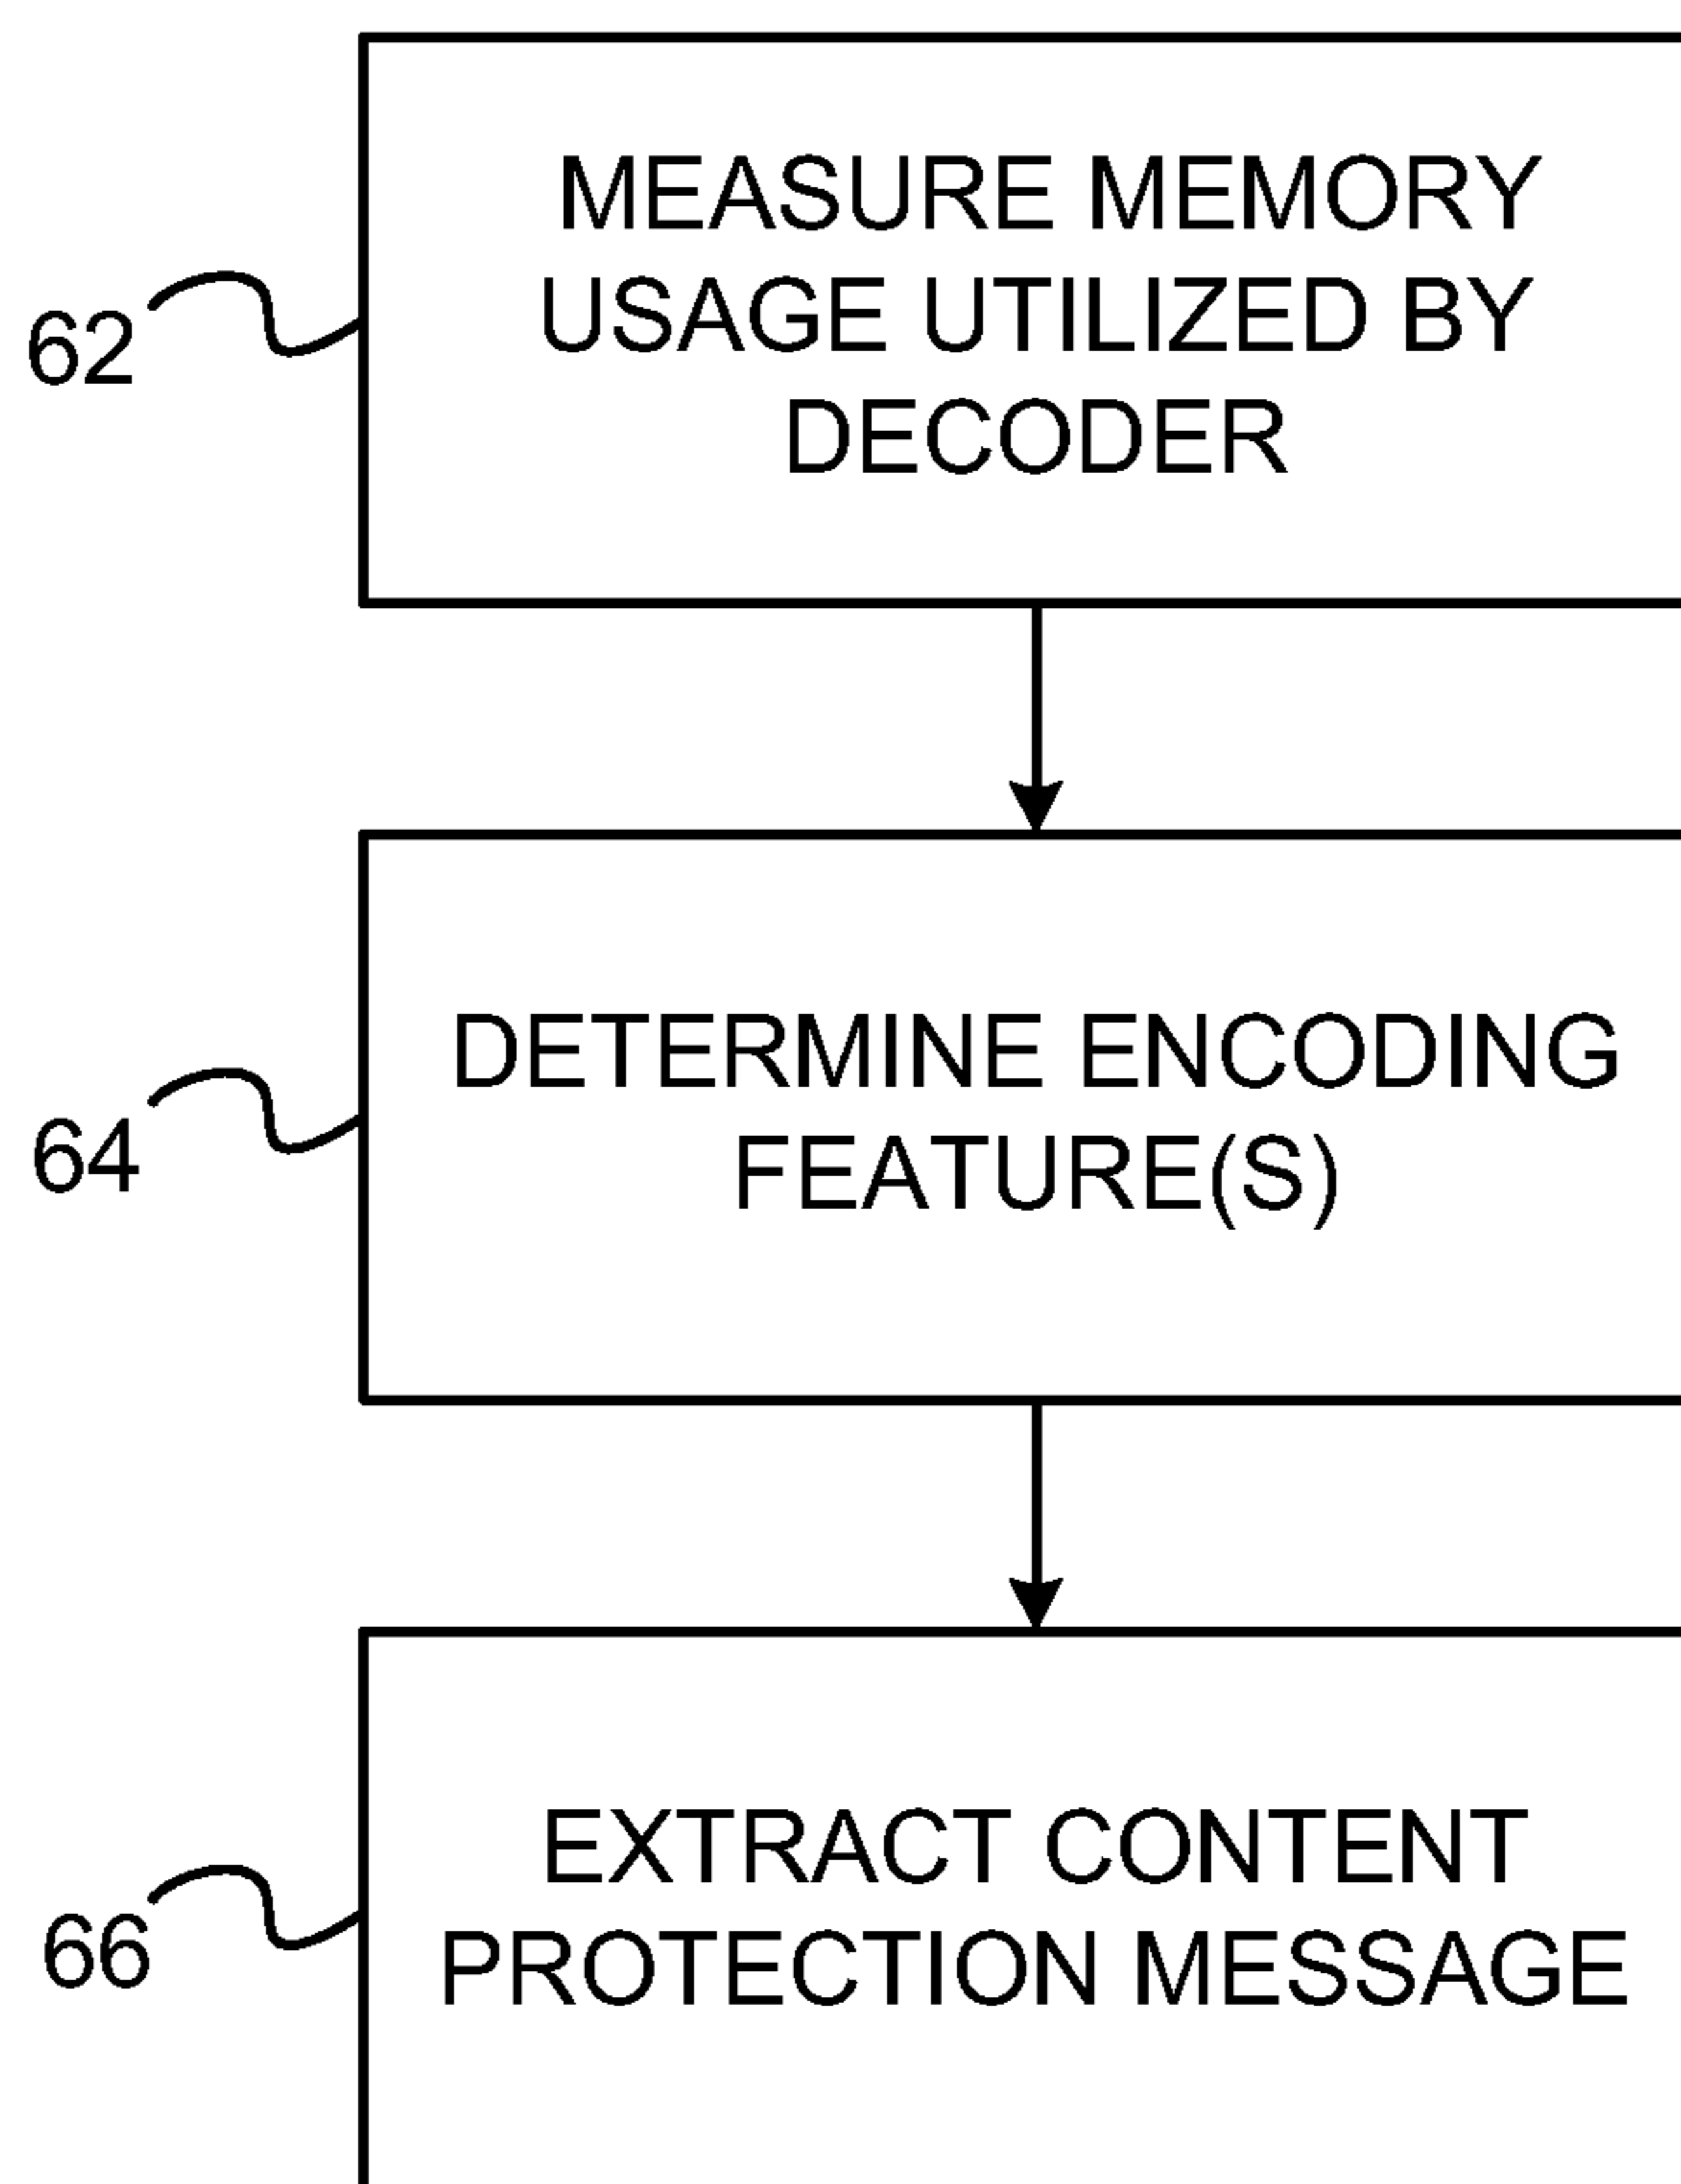 MEASURE MEMORY
USAGE UTILIZED BY
DECODER
62
DETERMINE ENCODING
FEATURE(S)
64
EXTRACT CONTENT
PROTECTION MESSAGE
66